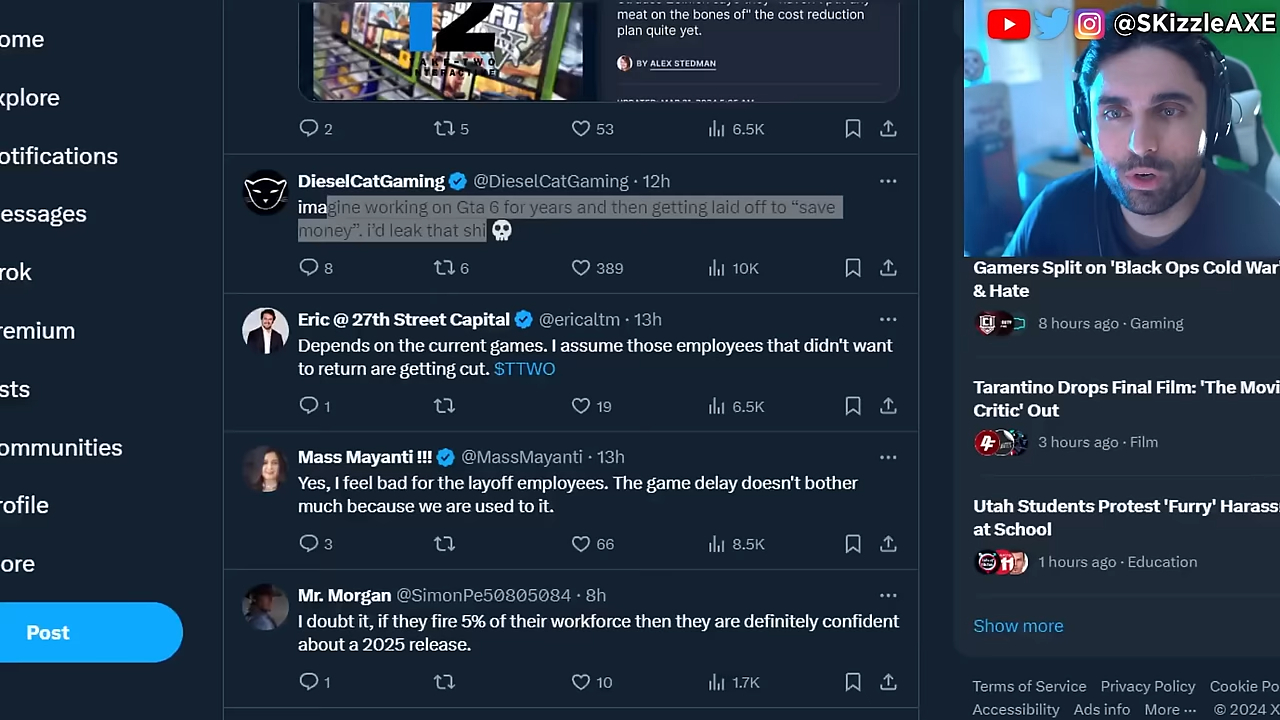 ome
xplore
otifications
essages
rok
remium
sts
ommunities
rofile
ore
Post
TAKE-TWO
INTERACTIVE
meat on the bones of" the cost reduction
plan quite yet.
BY ALEX STEDMAN
2 5 53 6.5K
DieselCatGaming @DieselCatGaming · 12h
imagine working on Gta 6 for years and then getting laid off to “save
money”. i’d leak that shi 💀
8 6 389 10K
Eric @ 27th Street Capital @ericaltm · 13h
Depends on the current games. I assume those employees that didn't want
to return are getting cut. $TTWO
1 19 6.5K
Mass Mayanti !!! @MassMayanti · 13h
Yes, I feel bad for the layoff employees. The game delay doesn't bother
much because we are used to it.
3 66 8.5K
Mr. Morgan @SimonPe50805084 · 8h
I doubt it, if they fire 5% of their workforce then they are definitely confident
about a 2025 release.
1 10 1.7K
@SKizzleAXE
Gamers Split on 'Black Ops Cold War'
& Hate
8 hours ago · Gaming
Tarantino Drops Final Film: 'The Movi
Critic' Out
3 hours ago · Film
Utah Students Protest 'Furry' Harass
at School
1 hours ago · Education
Show more
Terms of Service Privacy Policy Cookie Po
Accessibility Ads info More ··· © 2024 X